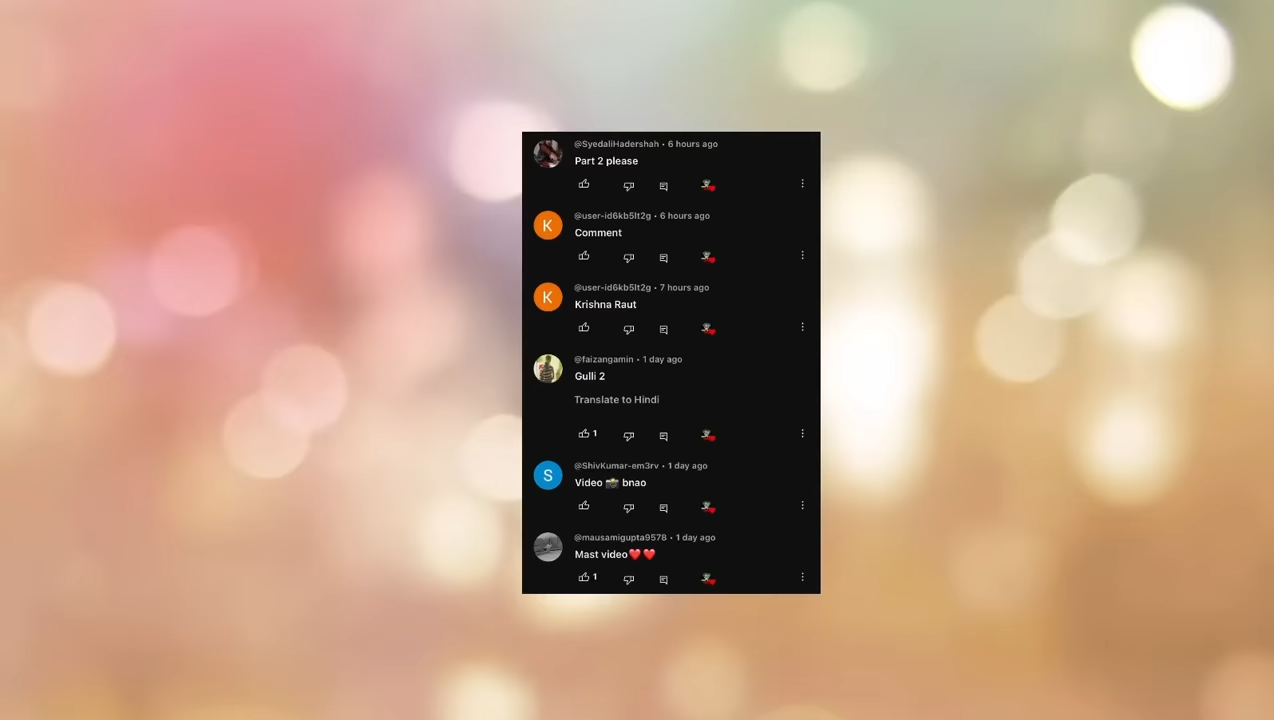 @SyedaliHadershah • 6 hours ago
Part 2 please
K
@user-id6kb5lt2g • 6 hours ago
Comment
K
@user-id6kb5lt2g • 7 hours ago
Krishna Raut
@faizangamin • 1 day ago
Gulli 2
Translate to Hindi
1
S
@ShivKumar-em3rv • 1 day ago
Video 📸 bnao
@mausamigupta9578 • 1 day ago
Mast video❤️❤️
1